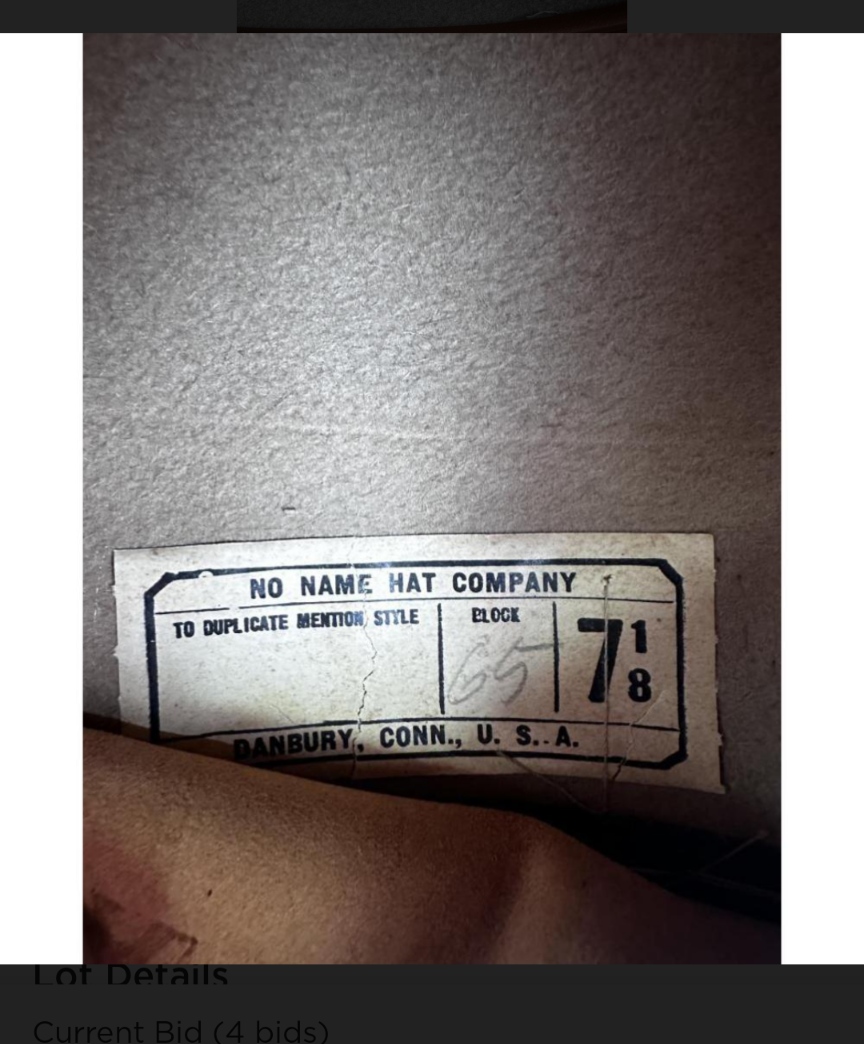 NO NAME HAT COMPANY
TO DUPLICATE MENTION STYLE
BLOCK
65
7 1/8
DANBURY, CONN., U. S. A.
Lot Details
Current Bid (4 bids)